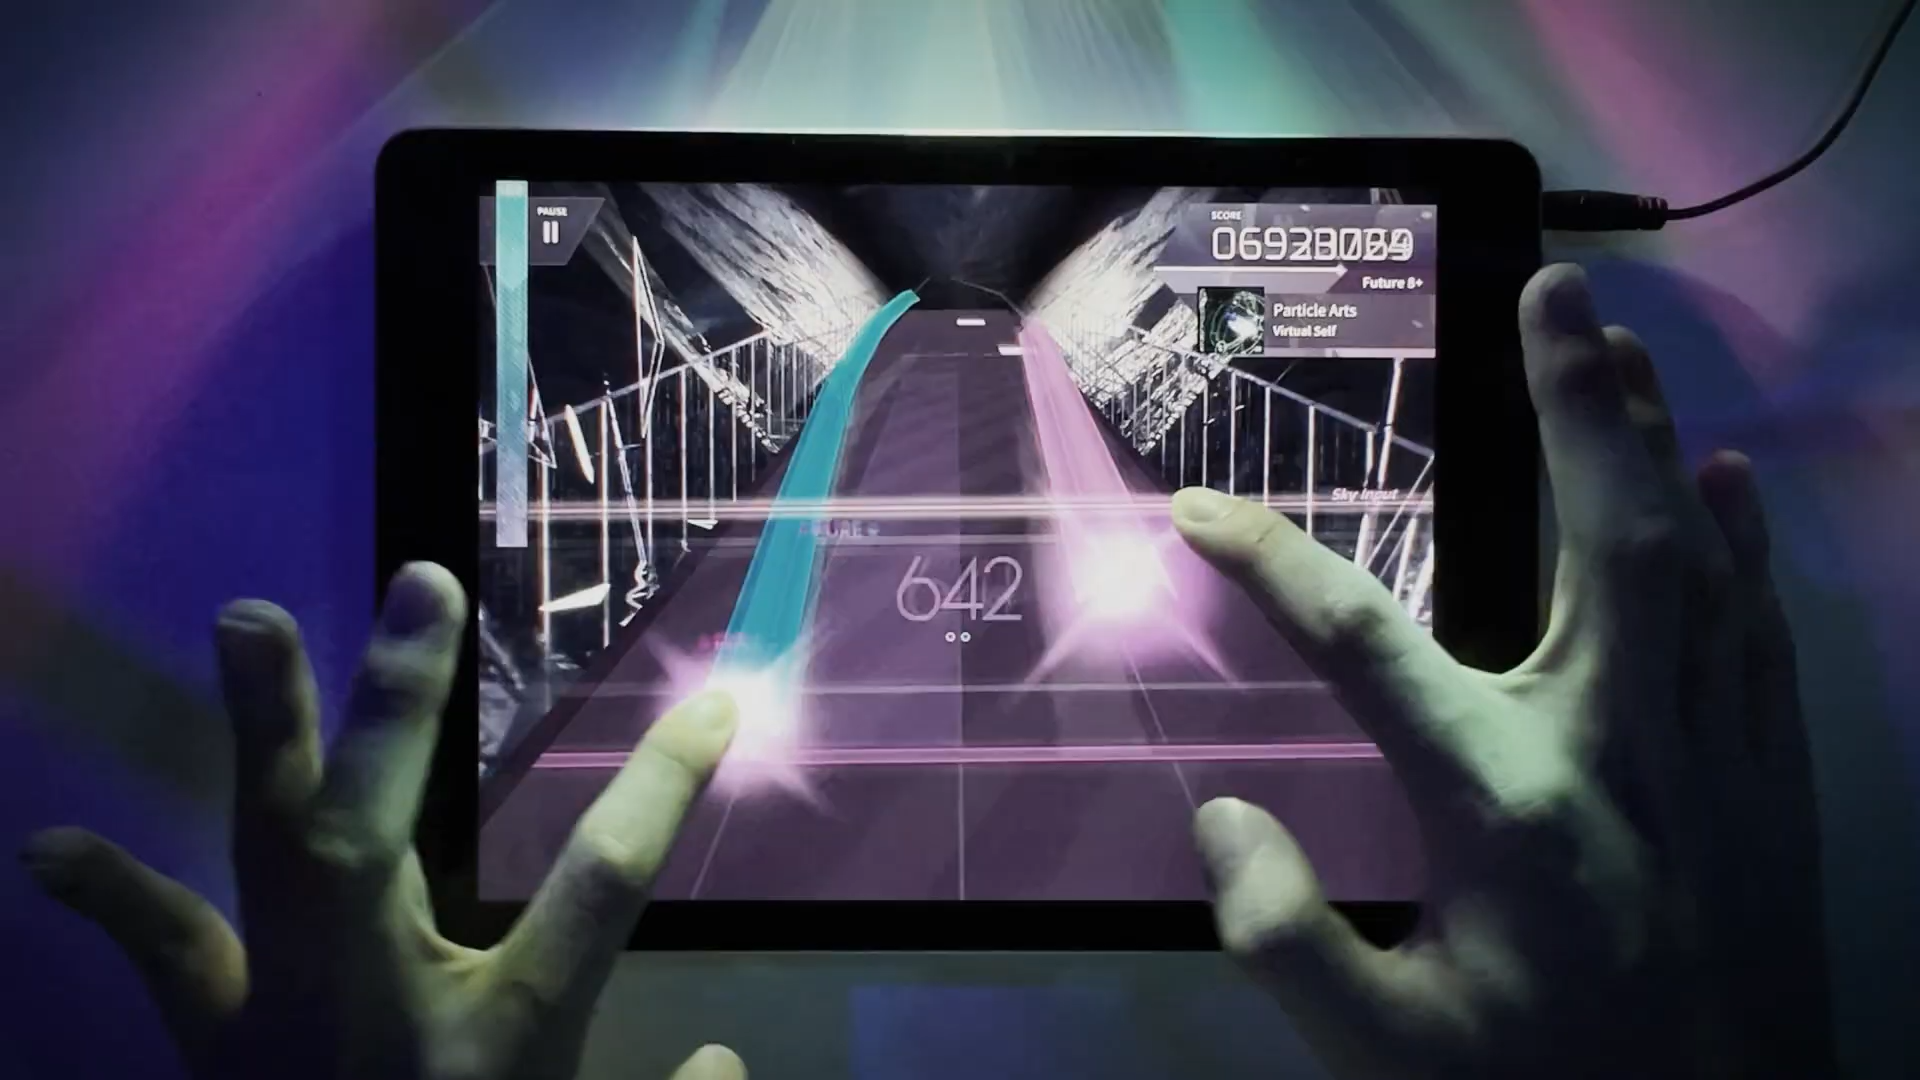 PAUSE
SCORE
Future 8+
Particle Arts
Virtual Self
Sky Input
642